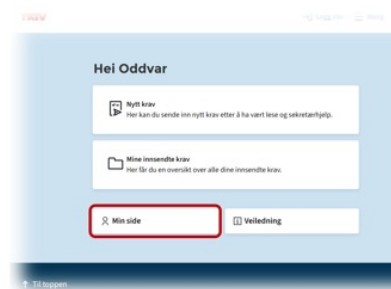 Hei Oddvar
Nytt krav
Her kan du sende inn nytt krav etter å ha vært lese og sekretærhjelp.
Mine innsendte krav
Her får du en oversikt over alle dine innsendte krav.
Min side
Veiledning
Til toppen